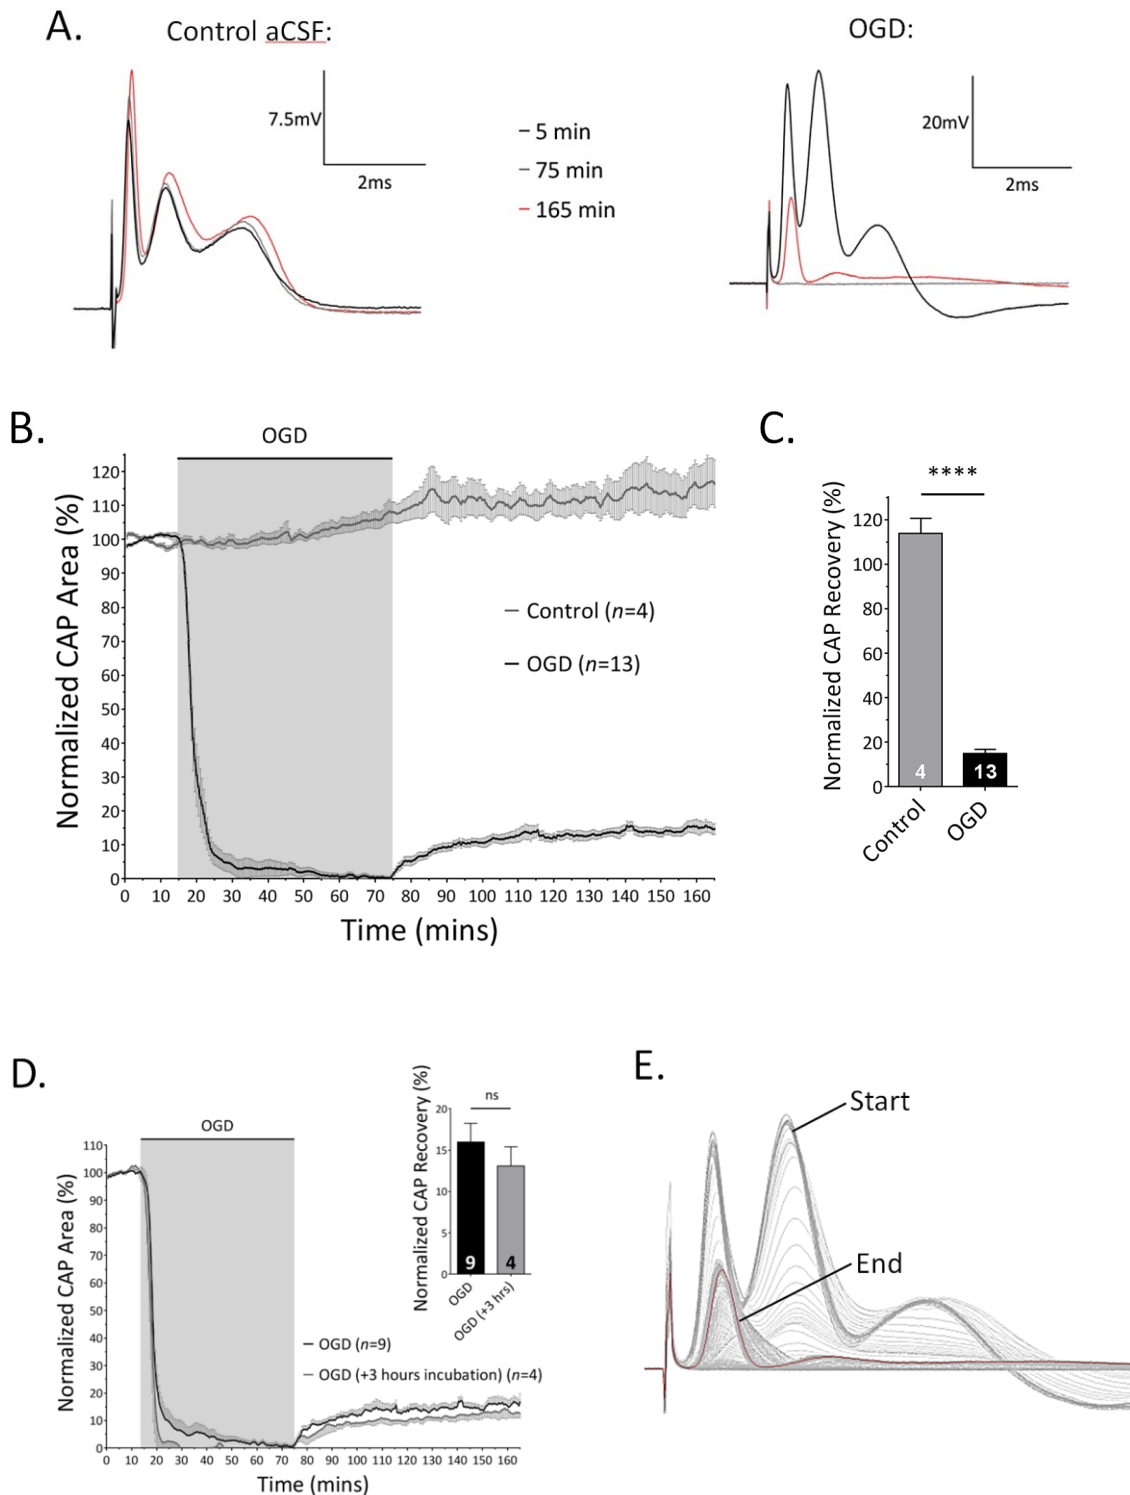 A.
Control aCSF:
OGD:
7.5mV
2ms
5 min
75 min
165 min
20mV
2ms
B.
OGD
Normalized CAP Area (%)
120
110
100
90
80
70
60
50
40
30
20
10
0
0 10 20 30 40 50 60 70 80 90 100 110 120 130 140 150 160
Time (mins)
Control (n=4)
OGD (n=13)
C.
****
Normalized CAP Recovery (%)
120
100
80
60
40
20
0
4
13
Control
OGD
D.
OGD
Normalized CAP Area (%)
110
100
90
80
70
60
50
40
30
20
10
0
0 10 20 30 40 50 60 70 80 90 100 110 120 130 140 150 160
Time (mins)
OGD (n=9)
OGD (+3 hours incubation) (n=4)
Normalized CAP Recovery (%)
ns
20
15
10
5
0
9
4
OGD
OGD (+3 hrs)
E.
Start
End